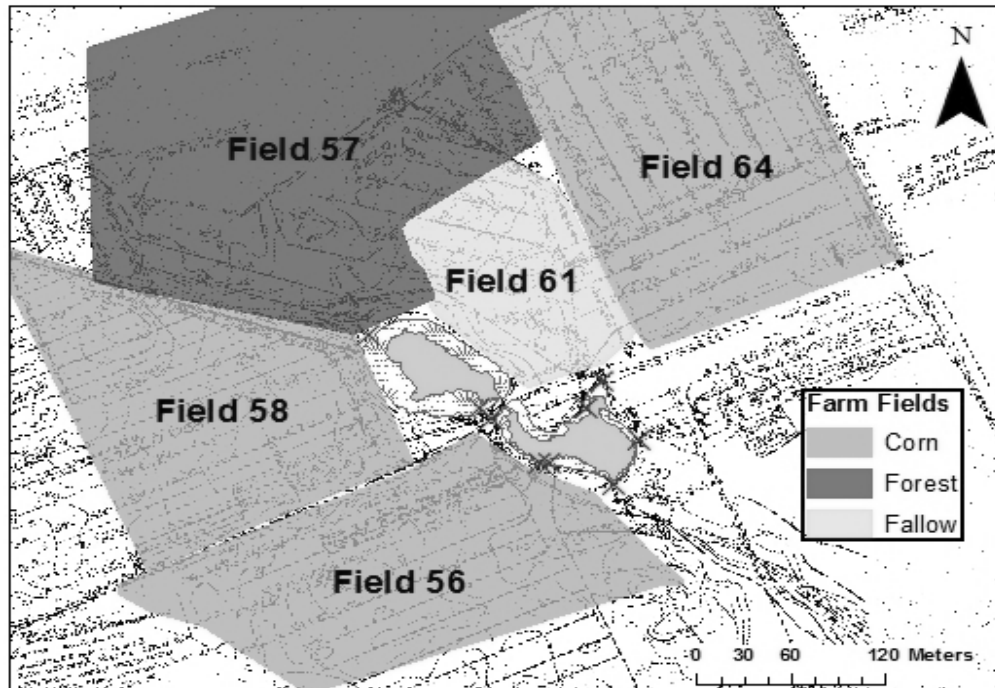 N
Field 57
Field 64
Field 61
Field 58
Farm Fields
Corn
Forest
Fallow
Field 56
0 30 60 120 Meters